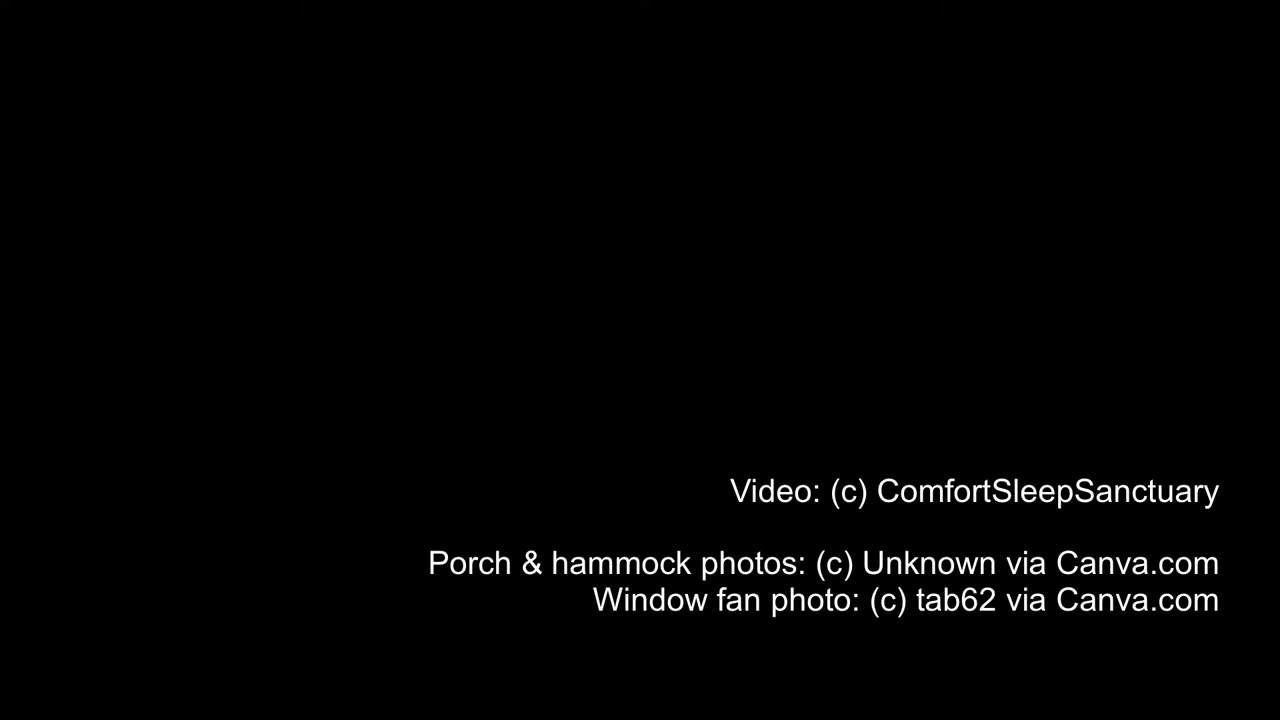 Video: (c) ComfortSleepSanctuary
Porch & hammock photos: (c) Unknown via Canva.com
Window fan photo: (c) tab62 via Canva.com